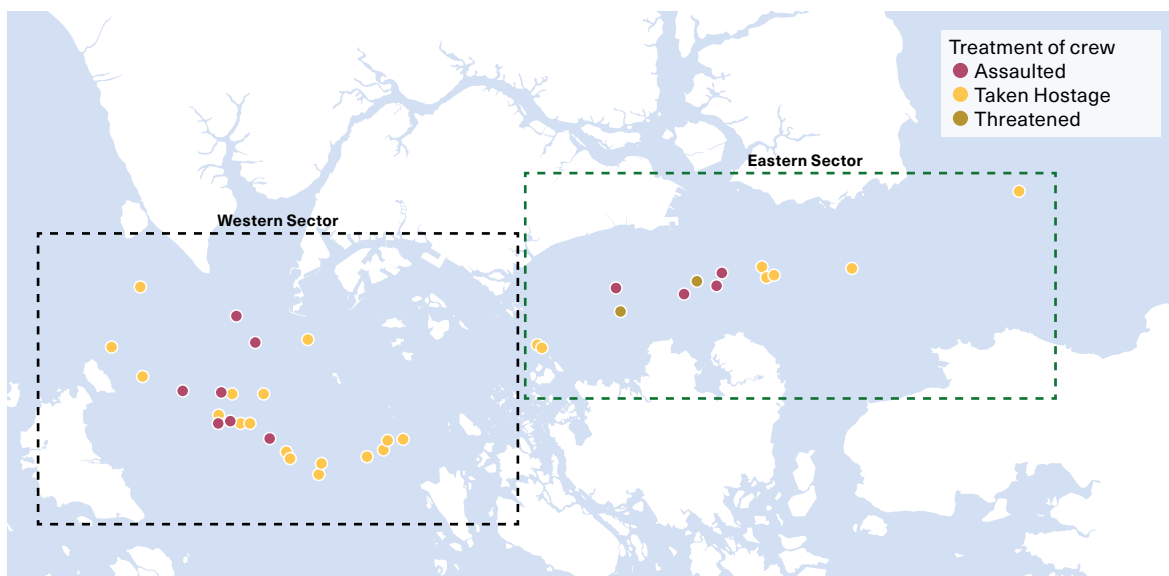 Treatment of crew
Assaulted
Taken Hostage
Threatened
Eastern Sector
Western Sector